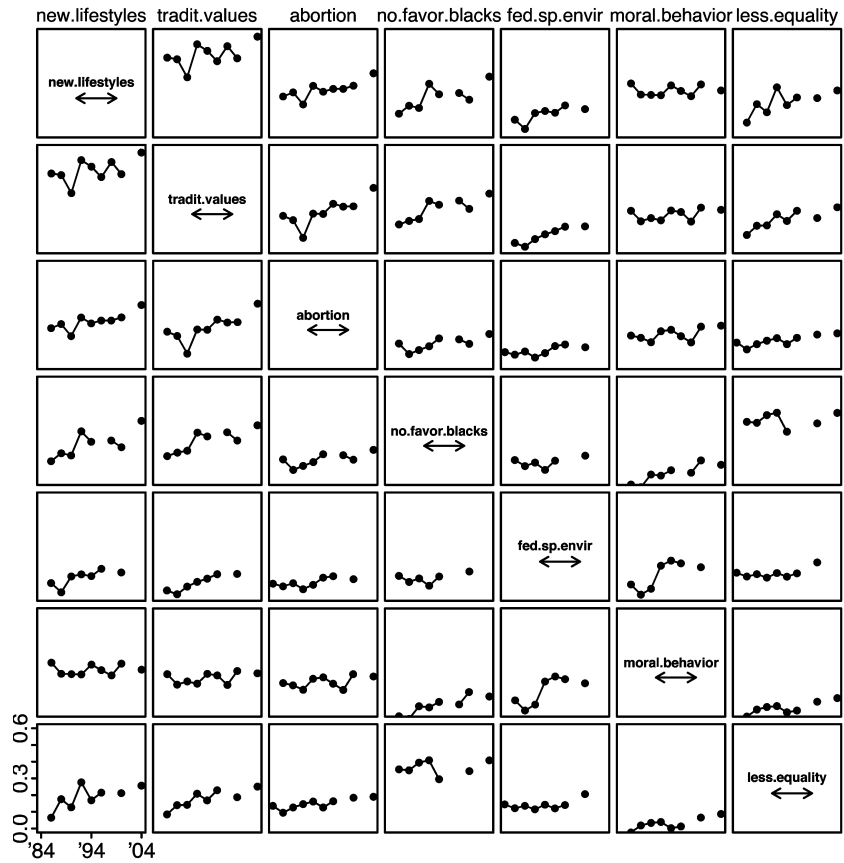 new.lifestyles tradit.values abortion no.favor.blacks fed.sp.envir moral.behavior less.equality
new.lifestyles
tradit.values
abortion
no.favor.blacks
fed.sp.envir
moral.behavior
less.equality
0.6
0.3
0.0
'84 '94 '04